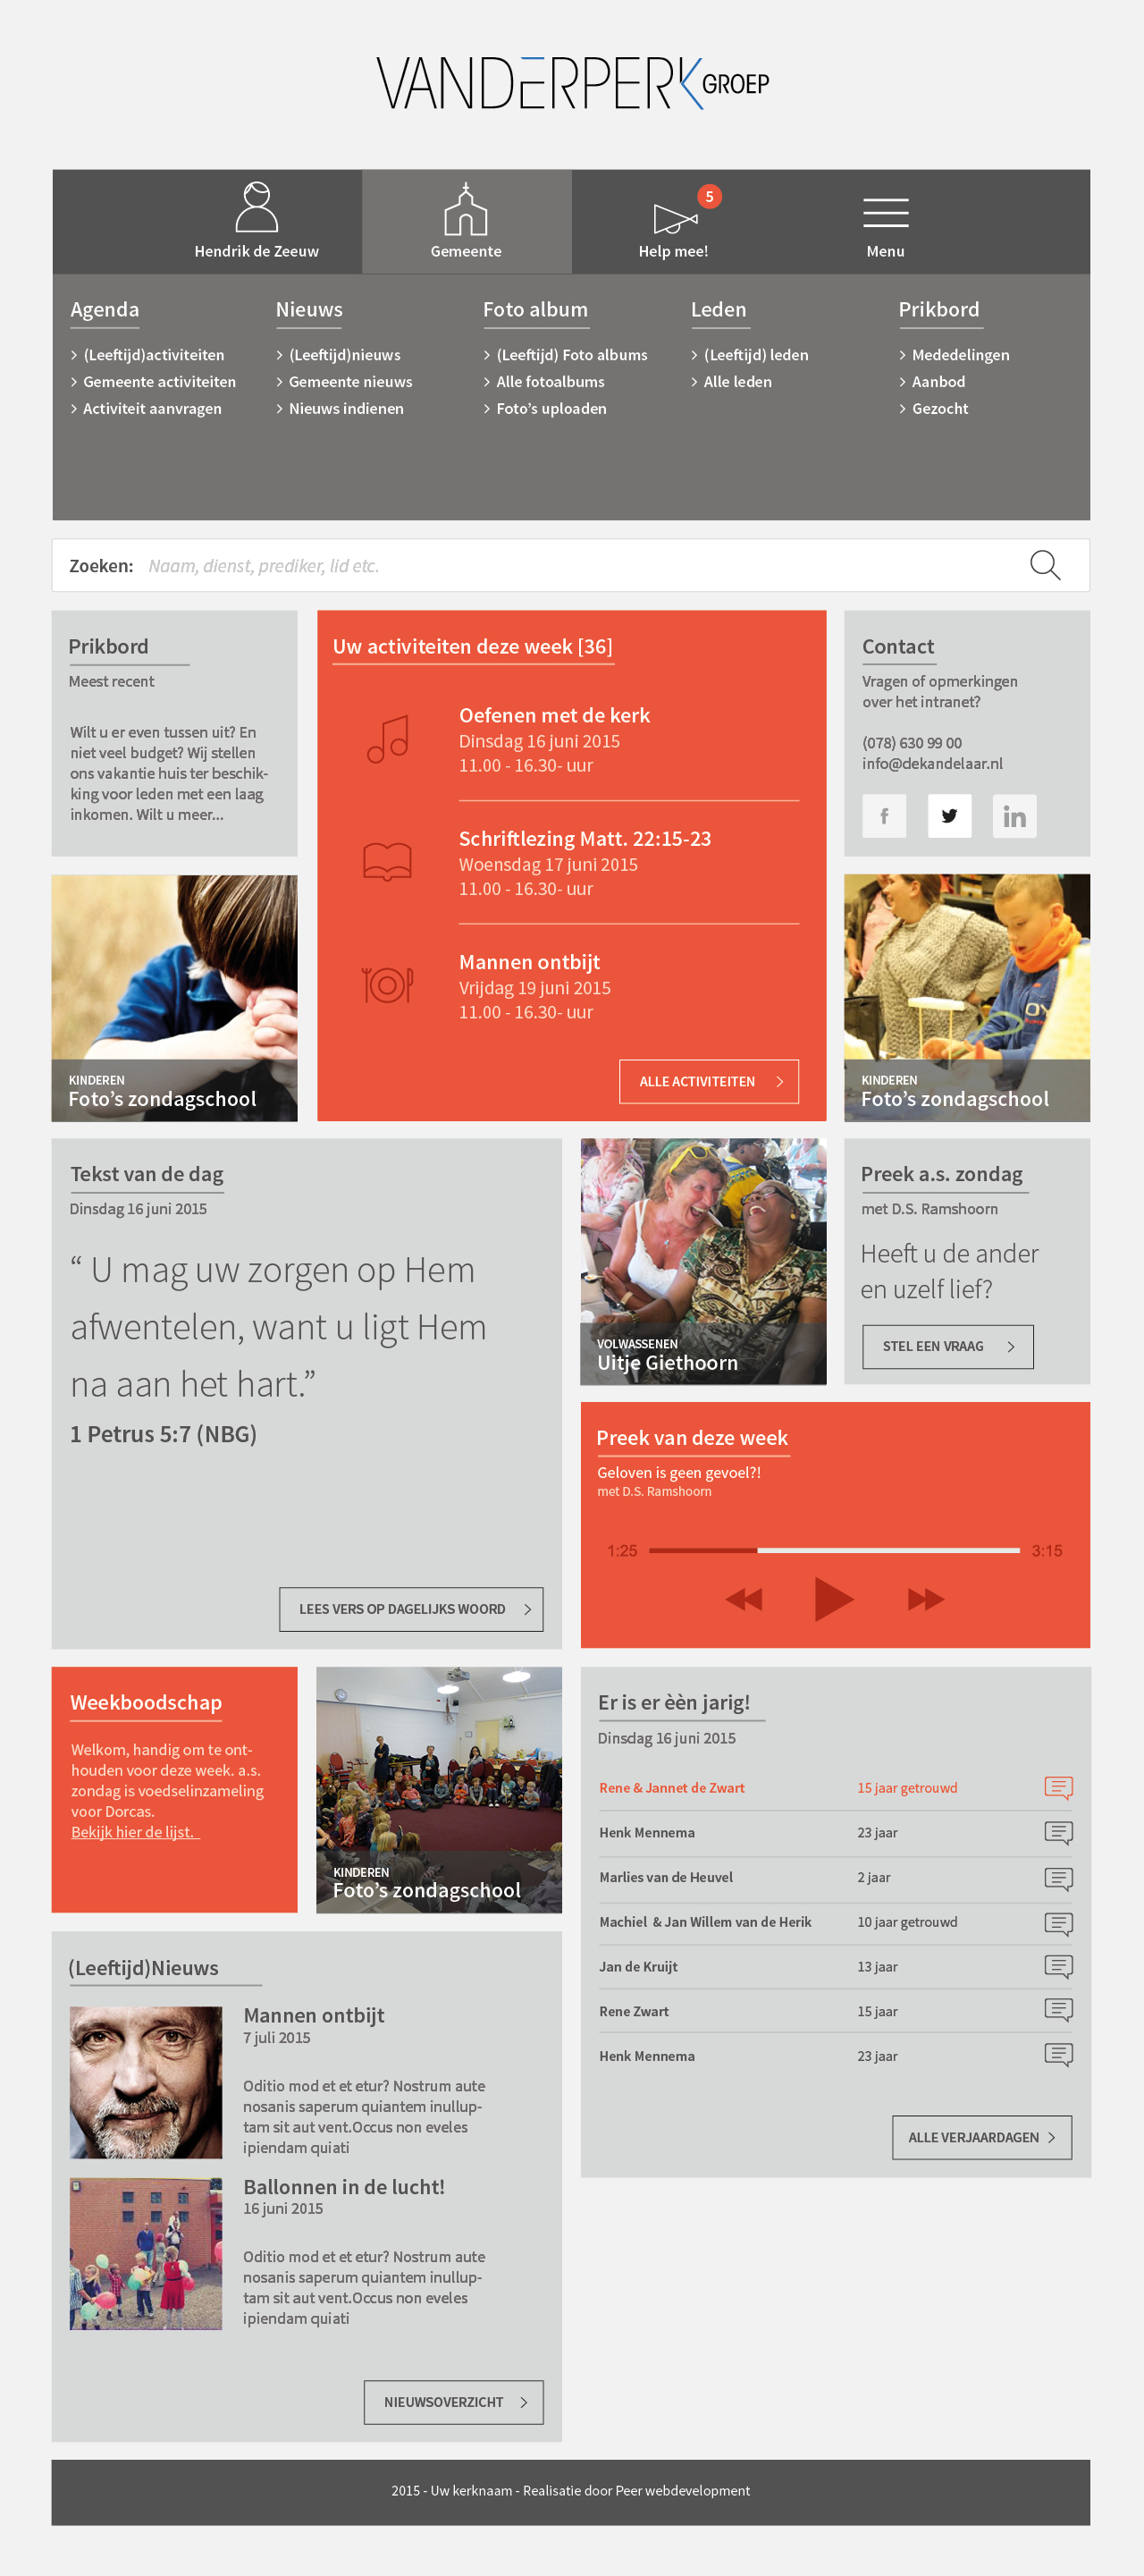 VANDERPERK GROEP
Hendrik de Zeeuw
Gemeente
5
Help mee!
Menu
Agenda
(Leeftijd)activiteiten
Gemeente activiteiten
Activiteit aanvragen
Nieuws
(Leeftijd)nieuws
Gemeente nieuws
Nieuws indienen
Foto album
(Leeftijd) Foto albums
Alle fotoalbums
Foto's uploaden
Leden
(Leeftijd) leden
Alle leden
Prikbord
Mededelingen
Aanbod
Gezocht
Zoeken: Naam, dienst, prediker, lid etc.
Prikbord
Meest recent
Wilt u er even tussen uit? En
niet veel budget? Wij stellen
ons vakantie huis ter beschik-
king voor leden met een laag
inkomen. Wilt u meer...
Uw activiteiten deze week [36]
Oefenen met de kerk
Dinsdag 16 juni 2015
11.00 - 16.30- uur
Schriftlezing Matt. 22:15-23
Woensdag 17 juni 2015
11.00 - 16.30- uur
Mannen ontbijt
Vrijdag 19 juni 2015
11.00 - 16.30- uur
ALLE ACTIVITEITEN
Contact
Vragen of opmerkingen
over het intranet?
(078) 630 99 00
info@dekandelaar.nl
f
in
KINDEREN
Foto's zondagschool
KINDEREN
Foto's zondagschool
Tekst van de dag
Dinsdag 16 juni 2015
“ U mag uw zorgen op Hem
afwentelen, want u ligt Hem
na aan het hart.”
1 Petrus 5:7 (NBG)
LEES VERS OP DAGELIJKS WOORD
VOLWASSENEN
Uitje Giethoorn
Preek a.s. zondag
met D.S. Ramshoorn
Heeft u de ander
en uzelf lief?
STEL EEN VRAAG
Preek van deze week
Geloven is geen gevoel?!
met D.S. Ramshoorn
1:25
3:15
Weekboodschap
Welkom, handig om te ont-
houden voor deze week. a.s.
zondag is voedselinzameling
voor Dorcas.
Bekijk hier de lijst.
KINDEREN
Foto's zondagschool
Er is er èèn jarig!
Dinsdag 16 juni 2015
Rene & Jannet de Zwart 15 jaar getrouwd
Henk Mennema 23 jaar
Marlies van de Heuvel 2 jaar
Machiel & Jan Willem van de Herik 10 jaar getrouwd
Jan de Kruijt 13 jaar
Rene Zwart 15 jaar
Henk Mennema 23 jaar
ALLE VERJAARDAGEN
(Leeftijd)Nieuws
Mannen ontbijt
7 juli 2015
Oditio mod et et etur? Nostrum aute
nosanis saperum quiantem inullup-
tam sit aut vent.Occus non eveles
ipiendam quiati
Ballonnen in de lucht!
16 juni 2015
Oditio mod et et etur? Nostrum aute
nosanis saperum quiantem inullup-
tam sit aut vent.Occus non eveles
ipiendam quiati
NIEUWSOVERZICHT
2015 - Uw kerknaam - Realisatie door Peer webdevelopment